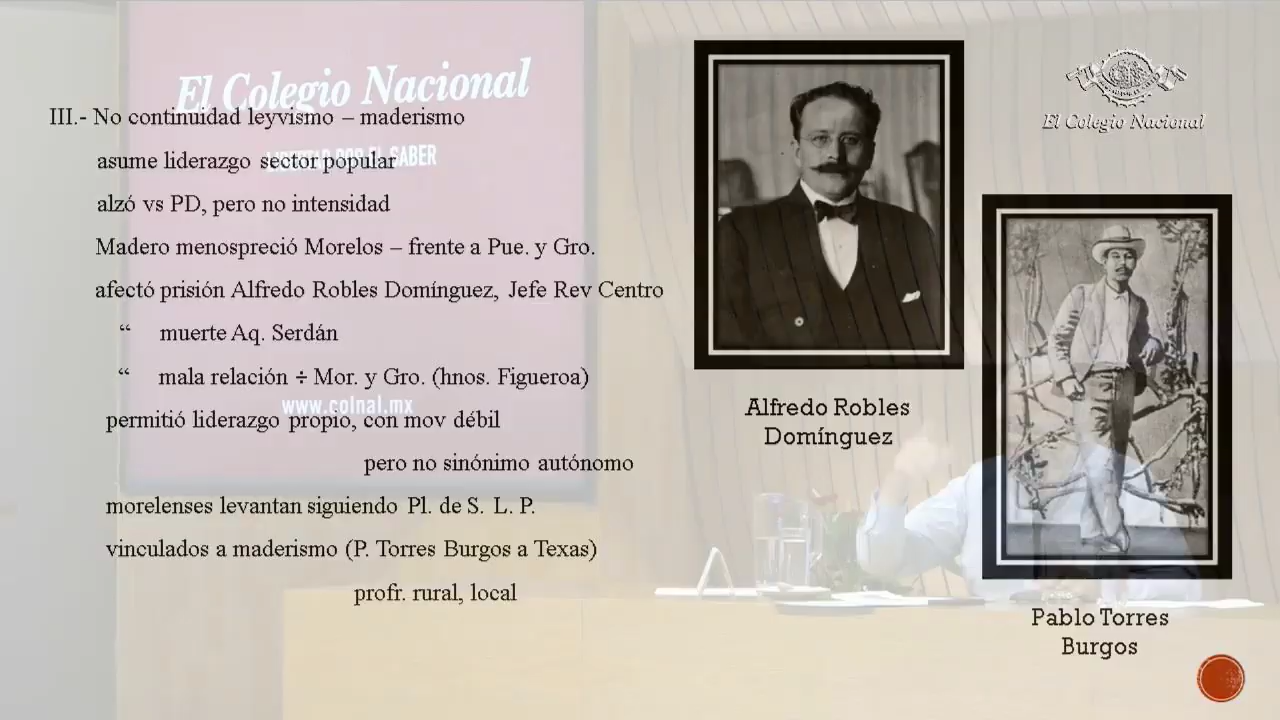 El Colegio Nacional
III.- No continuidad leyvismo – maderismo
LIBERTAD POR EL SABER
asume liderazgo sector popular
alzó vs PD, pero no intensidad
Madero menospreció Morelos – frente a Pue. y Gro.
afectó prisión Alfredo Robles Domínguez, Jefe Rev Centro
“ muerte Aq. Serdán
“ mala relación ÷ Mor. y Gro. (hnos. Figueroa)
www.colnal.mx
permitió liderazgo propio, con mov débil
pero no sinónimo autónomo
morelenses levantan siguiendo Pl. de S. L. P.
vinculados a maderismo (P. Torres Burgos a Texas)
profr. rural, local
Alfredo Robles
Domínguez
El Colegio Nacional
Pablo Torres
Burgos